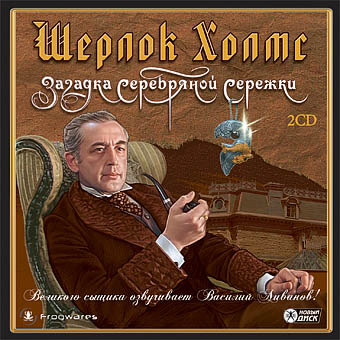 Шерлок Холмс
Загадка Серебряной Сережки
2CD
Великого сыщика озвучивает Василий Ливанов!
Frogwares
НОВЫЙ
ДИСК